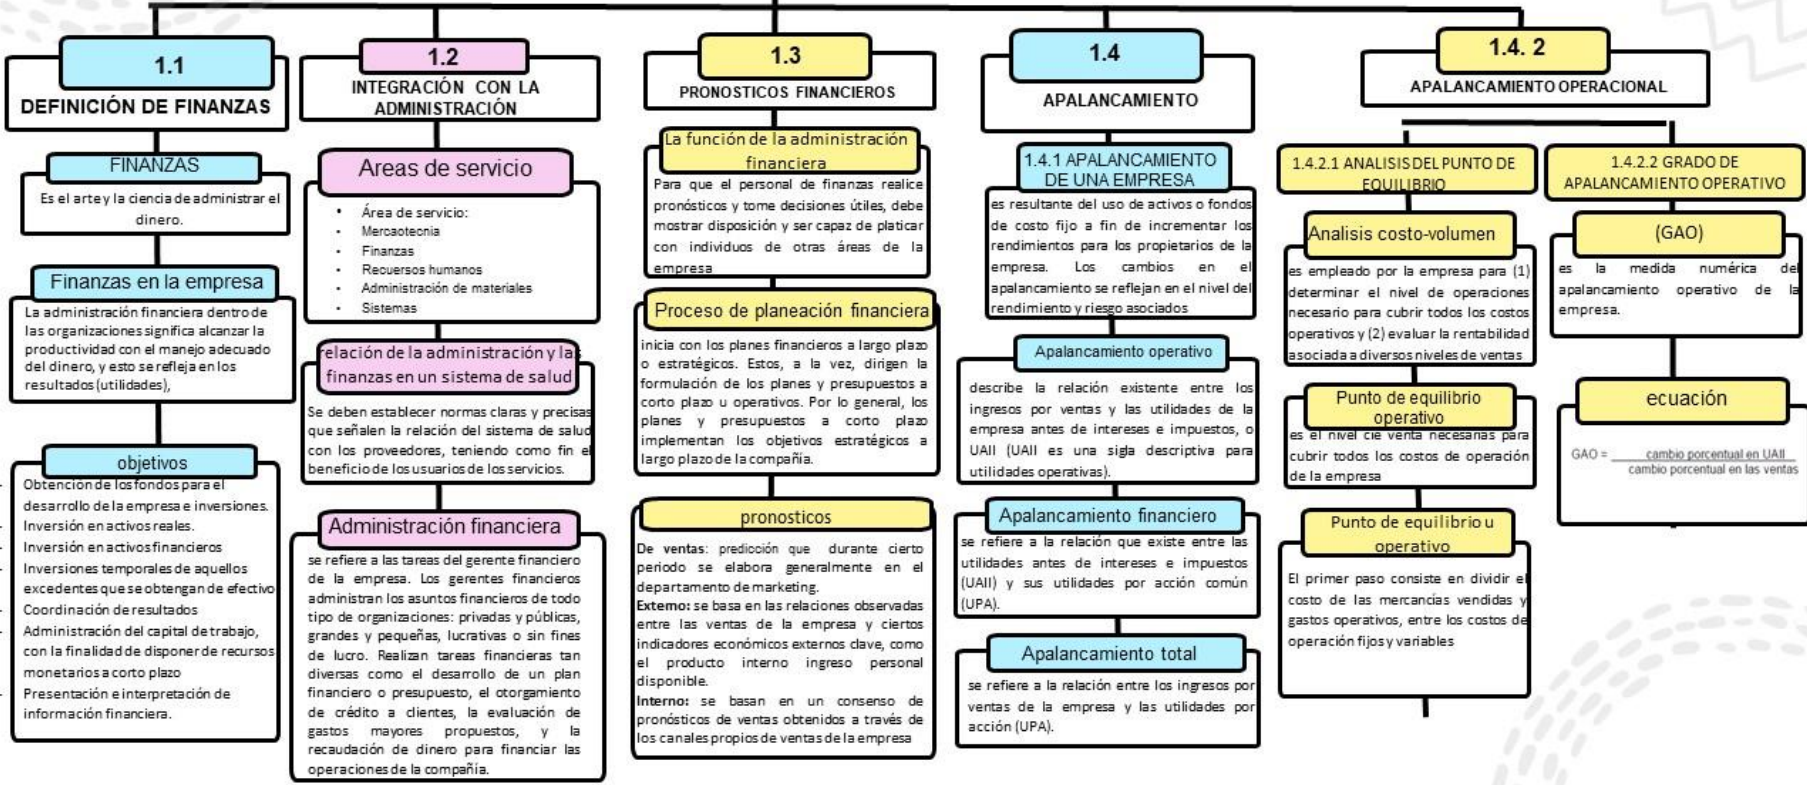 1.1
DEFINICIÓN DE FINANZAS
FINANZAS
Es el arte y la ciencia de administrar el
dinero.
Finanzas en la empresa
La administración financiera dentro de
las organizaciones significa alcanzar la
productividad con el manejo adecuado
del dinero, y esto se refleja en los
resultados (utilidades),
objetivos
- Obtención de los fondos para el
desarrollo de la empresa e inversiones.
- Inversión en activos reales.
- Inversión en activos financieros
- Inversiones temporales de aquellos
excedentes que se obtengan de efectivo
- Coordinación de resultados
- Administración del capital de trabajo,
con la finalidad de disponer de recursos
monetarios a corto plazo
- Presentación e interpretación de
información financiera.
1.2
INTEGRACIÓN CON LA
ADMINISTRACIÓN
Areas de servicio
• Área de servicio:
• Mercaotecnia
• Finanzas
• Recuersos humanos
• Administración de materiales
• Sistemas
relación de la administración y las
finanzas en un sistema de salud
Se deben establecer normas claras y precisas
que señalen la relación del sistema de salud
con los proveedores, teniendo como fin el
beneficio de los usuarios de los servicios.
Administración financiera
se refiere a las tareas del gerente financiero
de la empresa. Los gerentes financieros
administran los asuntos financieros de todo
tipo de organizaciones: privadas y públicas,
grandes y pequeñas, lucrativas o sin fines
de lucro. Realizan tareas financieras tan
diversas como el desarrollo de un plan
financiero o presupuesto, el otorgamiento
de crédito a clientes, la evaluación de
gastos mayores propuestos, y la
recaudación de dinero para financiar las
operaciones de la compañía.
1.3
PRONOSTICOS FINANCIEROS
La función de la administración
financiera
Para que el personal de finanzas realice
pronósticos y tome decisiones útiles, debe
mostrar disposición y ser capaz de platicar
con individuos de otras áreas de la
empresa
Proceso de planeación financiera
inicia con los planes financieros a largo plazo
o estratégicos. Estos, a la vez, dirigen la
formulación de los planes y presupuestos a
corto plazo u operativos. Por lo general, los
planes y presupuestos a corto plazo
implementan los objetivos estratégicos a
largo plazo de la compañía.
pronosticos
De ventas: predicción que durante cierto
periodo se elabora generalmente en el
departamento de marketing.
Externo: se basa en las relaciones observadas
entre las ventas de la empresa y ciertos
indicadores económicos externos clave, como
el producto interno ingreso personal
disponible.
Interno: se basan en un consenso de
pronósticos de ventas obtenidos a través de
los canales propios de ventas de la empresa
1.4
APALANCAMIENTO
1.4.1 APALANCAMIENTO
DE UNA EMPRESA
es resultante del uso de activos o fondos
de costo fijo a fin de incrementar los
rendimientos para los propietarios de la
empresa. Los cambios en el
apalancamiento se reflejan en el nivel del
rendimiento y riesgo asociados
Apalancamiento operativo
describe la relación existente entre los
ingresos por ventas y las utilidades de la
empresa antes de intereses e impuestos, o
UAII (UAII es una sigla descriptiva para
utilidades operativas).
Apalancamiento financiero
se refiere a la relación que existe entre las
utilidades antes de intereses e impuestos
(UAII) y sus utilidades por acción común
(UPA).
Apalancamiento total
se refiere a la relación entre los ingresos por
ventas de la empresa y las utilidades por
acción (UPA).
1.4. 2
APALANCAMIENTO OPERACIONAL
1.4.2.1 ANALISIS DEL PUNTO DE
EQUILIBRIO
Analisis costo-volumen
es empleado por la empresa para (1)
determinar el nivel de operaciones
necesario para cubrir todos los costos
operativos y (2) evaluar la rentabilidad
asociada a diversos niveles de ventas
Punto de equilibrio
operativo
es el nivel cie venta necesarias para
cubrir todos los costos de operación
de la empresa
Punto de equilibrio u
operativo
El primer paso consiste en dividir el
costo de las mercancías vendidas y
gastos operativos, entre los costos de
operación fijos y variables
1.4.2.2 GRADO DE
APALANCAMIENTO OPERATIVO
(GAO)
es la medida numérica del
apalancamiento operativo de la
empresa.
ecuación
GAO = cambio porcentual en UAII
cambio porcentual en las ventas